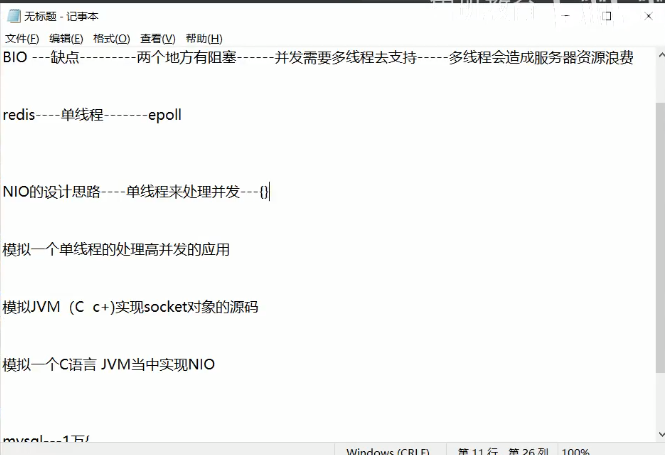 无标题 - 记事本
文件(F) 编辑(E) 格式(O) 查看(V) 帮助(H)
BIO ---缺点---------两个地方有阻塞------并发需要多线程去支持-----多线程会造成服务器资源浪费
redis----单线程-------epoll
NIO的设计思路----单线程来处理并发---{}
模拟一个单线程的处理高并发的应用
模拟JVM（C c+)实现socket对象的源码
模拟一个C语言 JVM当中实现NIO
mysql---1万{
Windows (CRLF) 第 11 行，第 26 列 100%